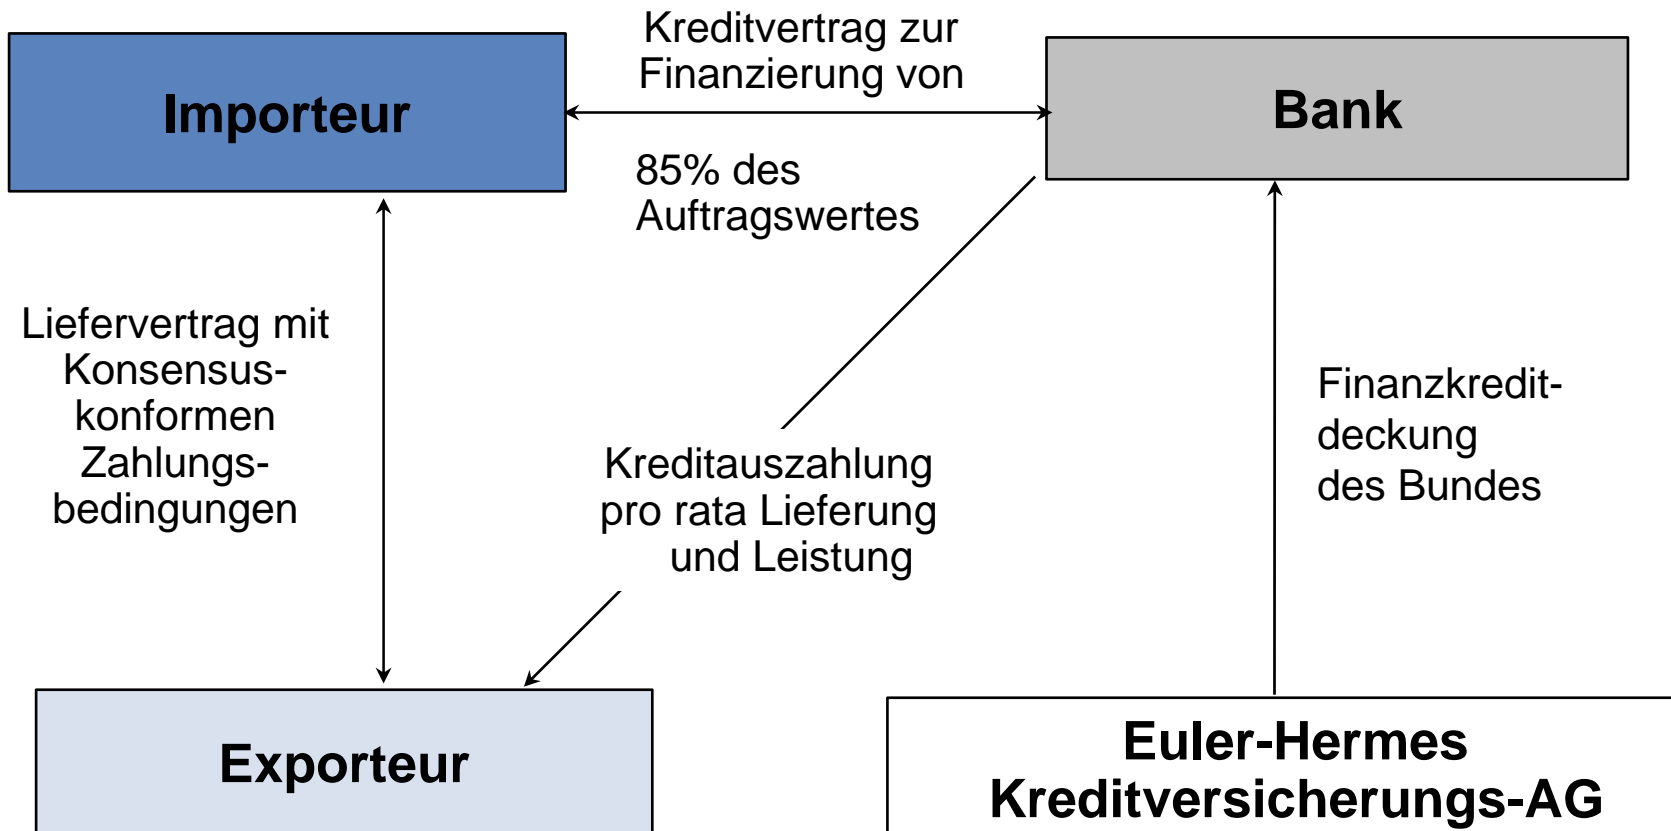 Kreditvertrag zur
Finanzierung von
Importeur
Bank
85% des
Auftragswertes
Liefervertrag mit
Konsensus-
konformen
Zahlungs-
bedingungen
Kreditauszahlung
pro rata Lieferung
und Leistung
Finanzkredit-
deckung
des Bundes
Exporteur
Euler-Hermes
Kreditversicherungs-AG